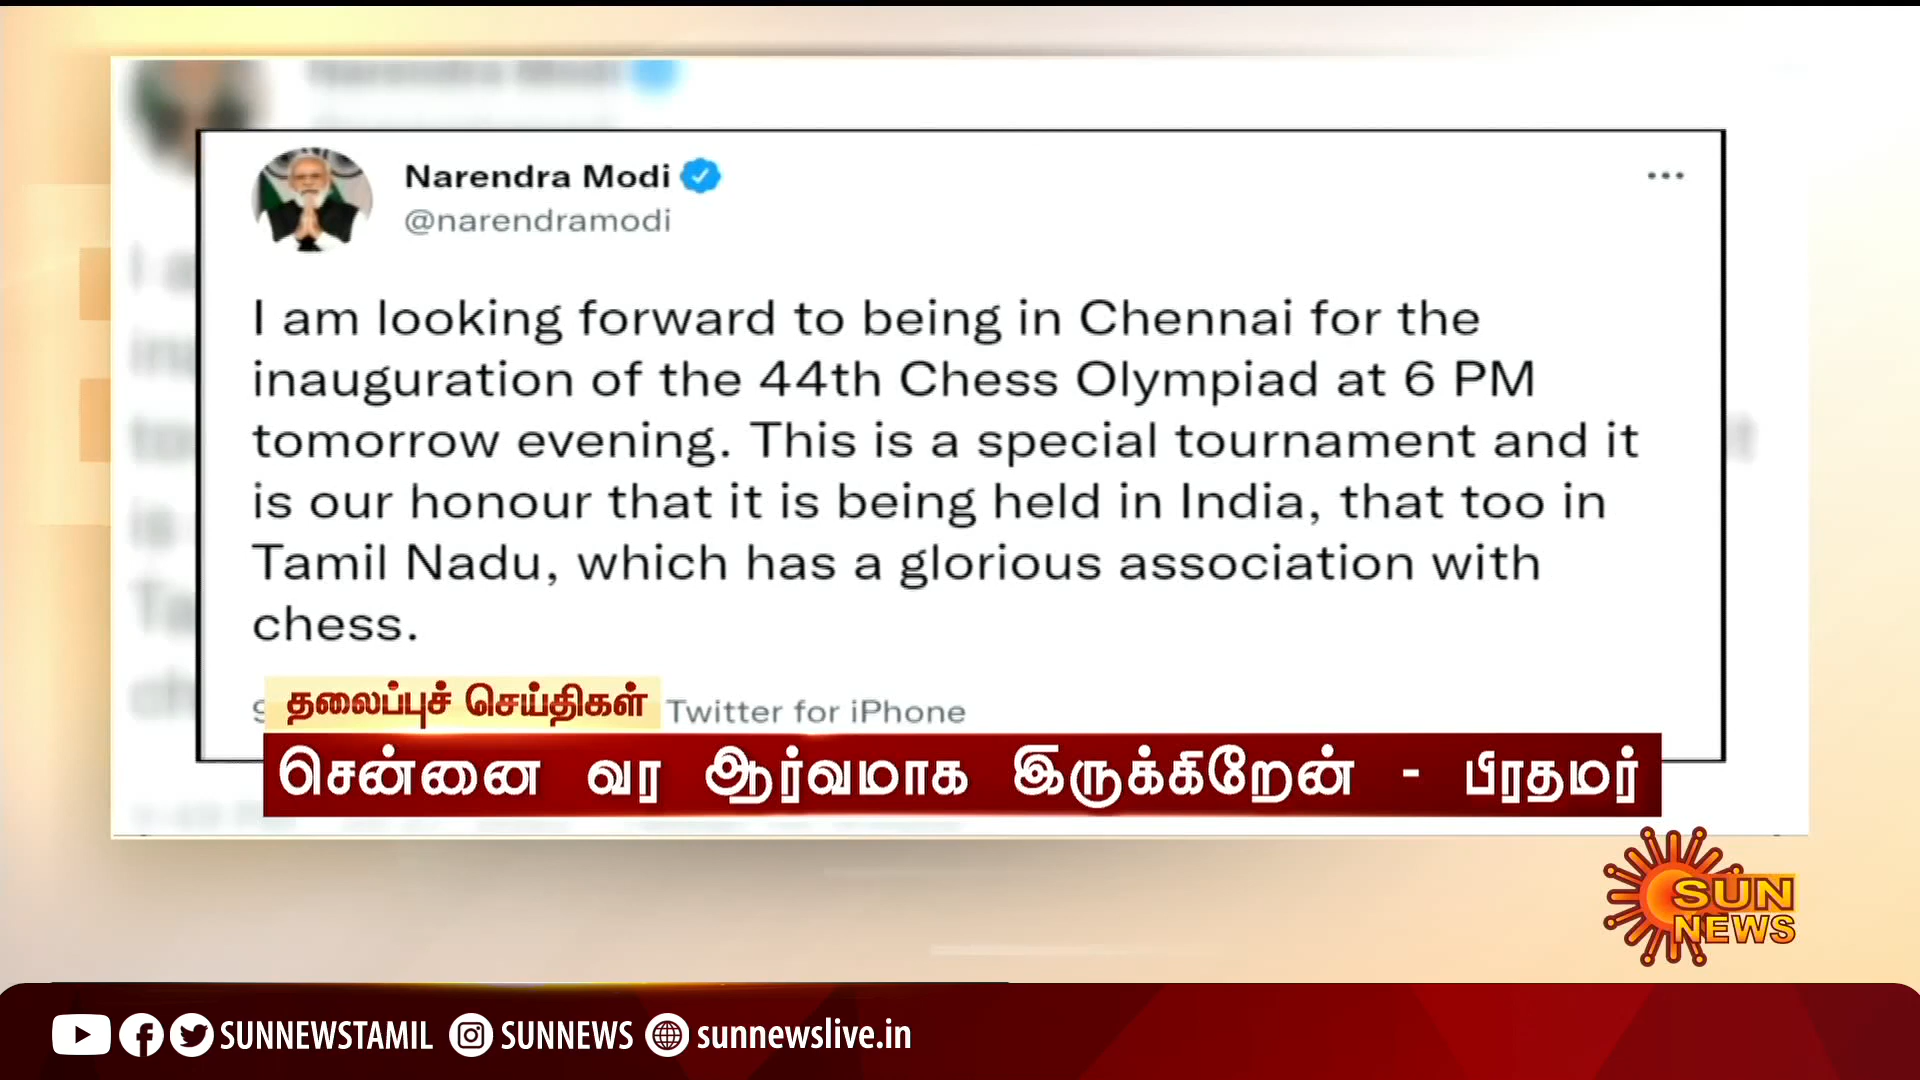 Narendra Modi
@narendramodi
I am looking forward to being in Chennai for the
inauguration of the 44th Chess Olympiad at 6 PM
tomorrow evening. This is a special tournament and it
is our honour that it is being held in India, that too in
Tamil Nadu, which has a glorious association with
chess.
தலைப்புச் செய்திகள்
Twitter for iPhone
சென்னை வர ஆர்வமாக இருக்கிறேன் - பிரதமர்
SUN
NEWS
SUNNEWSTAMIL SUNNEWS sunnewslive.in